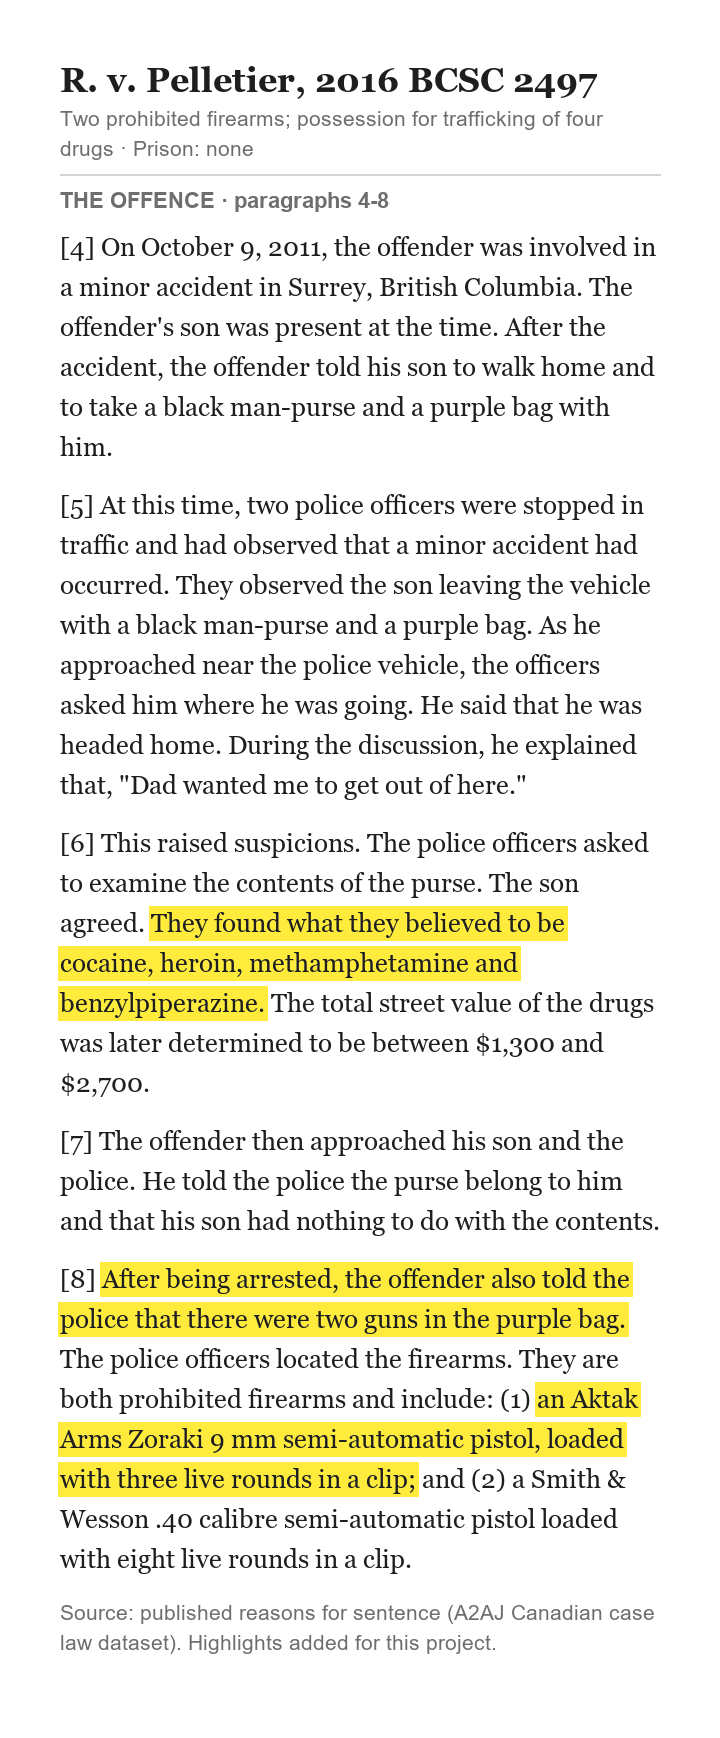 R. v. Pelletier, 2016 BCSC 2497
Two prohibited firearms; possession for trafficking of four
drugs · Prison: none
THE OFFENCE · paragraphs 4-8
[4] On October 9, 2011, the offender was involved in
a minor accident in Surrey, British Columbia. The
offender's son was present at the time. After the
accident, the offender told his son to walk home and
to take a black man-purse and a purple bag with
him.
[5] At this time, two police officers were stopped in
traffic and had observed that a minor accident had
occurred. They observed the son leaving the vehicle
with a black man-purse and a purple bag. As he
approached near the police vehicle, the officers
asked him where he was going. He said that he was
headed home. During the discussion, he explained
that, "Dad wanted me to get out of here."
[6] This raised suspicions. The police officers asked
to examine the contents of the purse. The son
agreed. They found what they believed to be
cocaine, heroin, methamphetamine and
benzylpiperazine. The total street value of the drugs
was later determined to be between $1,300 and
$2,700.
[7] The offender then approached his son and the
police. He told the police the purse belong to him
and that his son had nothing to do with the contents.
[8] After being arrested, the offender also told the
police that there were two guns in the purple bag.
The police officers located the firearms. They are
both prohibited firearms and include: (1) an Aktak
Arms Zoraki 9 mm semi-automatic pistol, loaded
with three live rounds in a clip; and (2) a Smith &
Wesson .40 calibre semi-automatic pistol loaded
with eight live rounds in a clip.
Source: published reasons for sentence (A2AJ Canadian case
law dataset). Highlights added for this project.